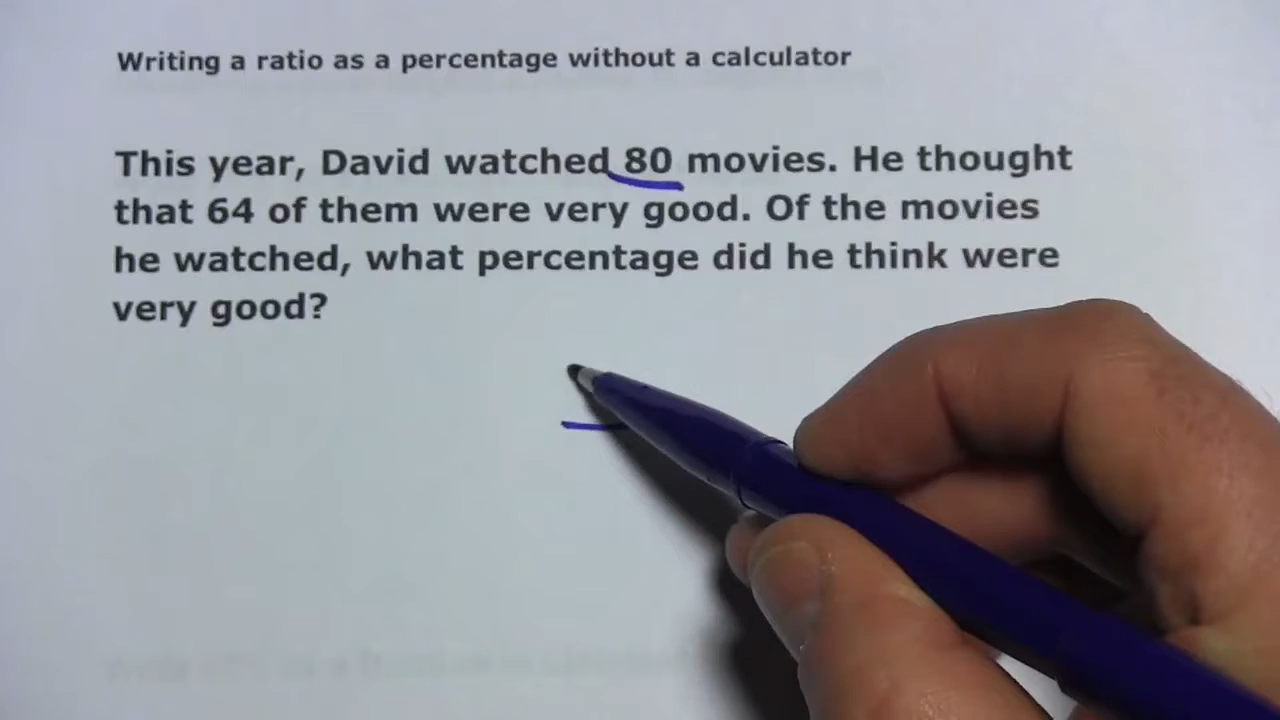 Writing a ratio as a percentage without a calculator
This year, David watched 80 movies. He thought
that 64 of them were very good. Of the movies
he watched, what percentage did he think were
very good?